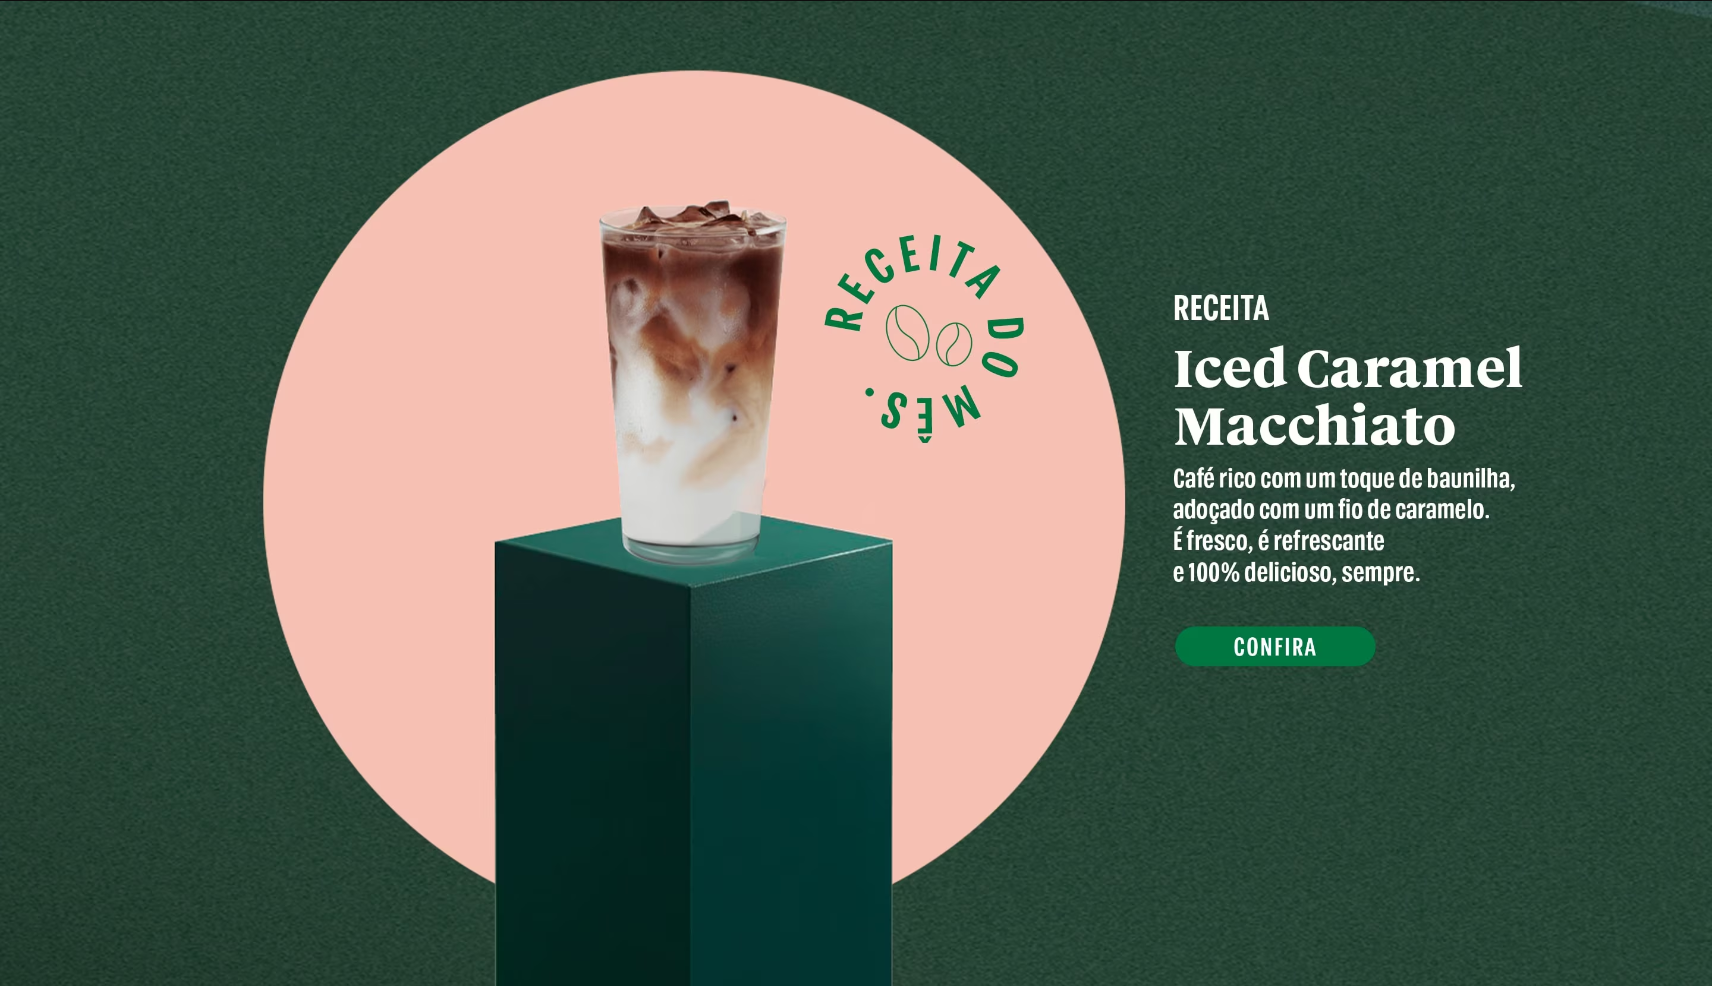 RECEITA DO MÊS.
RECEITA
Iced Caramel
Macchiato
Café rico com um toque de baunilha,
adoçado com um fio de caramelo.
É fresco, é refrescante
e 100% delicioso, sempre.
CONFIRA